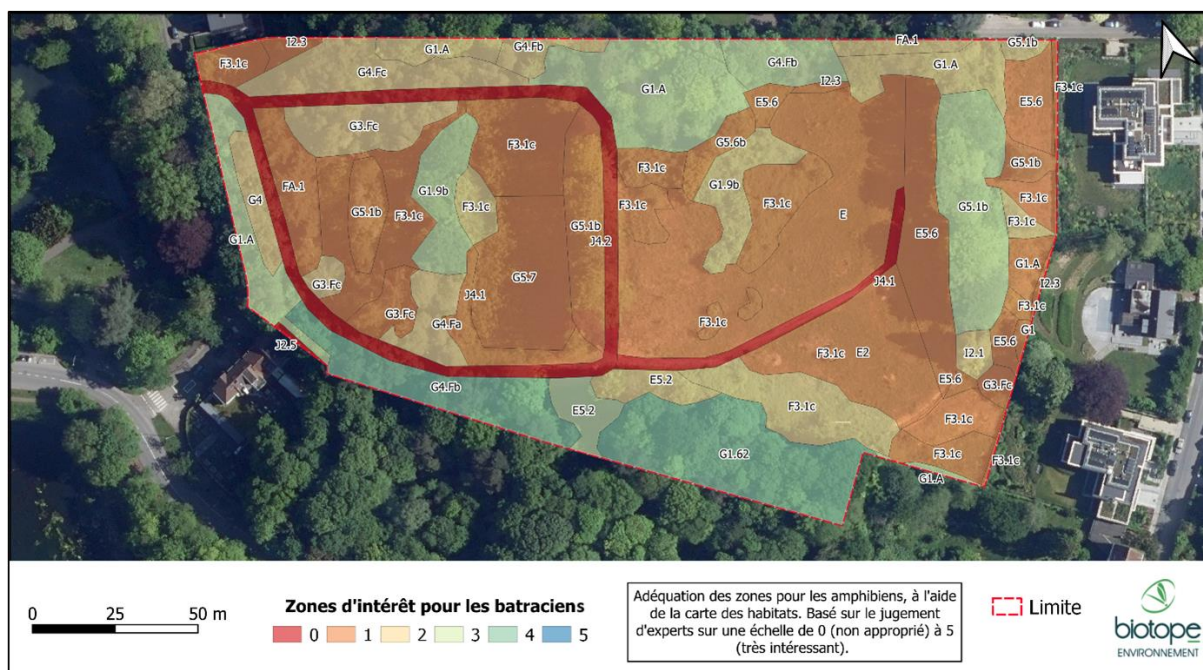 I2.3
G1.A
G4.Fb
FA.1
G5.1b
F3.1c
G4.Fc
G1.A
G4.Fb
I2.3
G1.A
F3.1c
E5.6
E5.6
G3.Fc
F3.1c
G5.6b
G5.1b
FA.1
G4
G5.1b
G1.9b
F3.1c
F3.1c
G5.1b
J4.2
F3.1c
F3.1c
G1.9b
F3.1c
E
E5.6
G5.1b
F3.1c
F3.1c
G1.A
G1.A
I2.3
F3.1c
G3.Fc
G5.7
J4.1
J4.1
G3.Fc
G4.Fa
F3.1c
G1
J2.5
F3.1c
E2
E5.6
I2.1
G4.Fb
E5.2
E5.6
G3.Fc
E5.2
F3.1c
F3.1c
G1.62
F3.1c
F3.1c
G1.A
0 25 50 m
Zones d'intérêt pour les batraciens
0 1 2 3 4 5
Adéquation des zones pour les amphibiens, à l'aide
de la carte des habitats. Basé sur le jugement
d'experts sur une échelle de 0 (non approprié) à 5
(très intéressant).
Limite
biotope
ENVIRONNEMENT